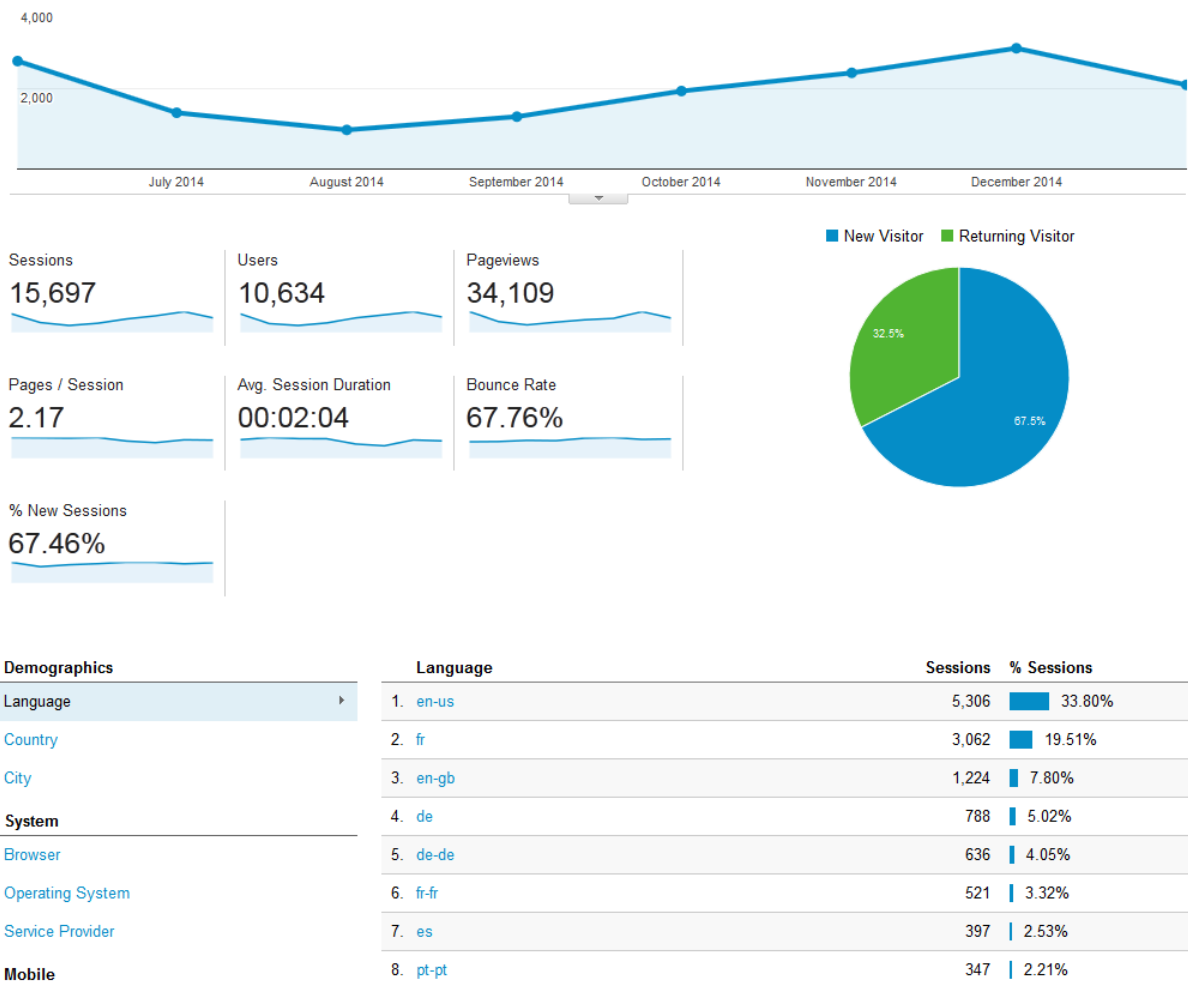 4,000
2,000
July 2014 August 2014 September 2014 October 2014 November 2014 December 2014
New Visitor Returning Visitor
32.5%
67.5%
Sessions Users Pageviews
15,697 10,634 34,109
Pages / Session Avg. Session Duration Bounce Rate
2.17 00:02:04 67.76%
% New Sessions
67.46%
Demographics
Language
Country
City
System
Browser
Operating System
Service Provider
Mobile
Language Sessions % Sessions
1. en-us 5,306 33.80%
2. fr 3,062 19.51%
3. en-gb 1,224 7.80%
4. de 788 5.02%
5. de-de 636 4.05%
6. fr-fr 521 3.32%
7. es 397 2.53%
8. pt-pt 347 2.21%